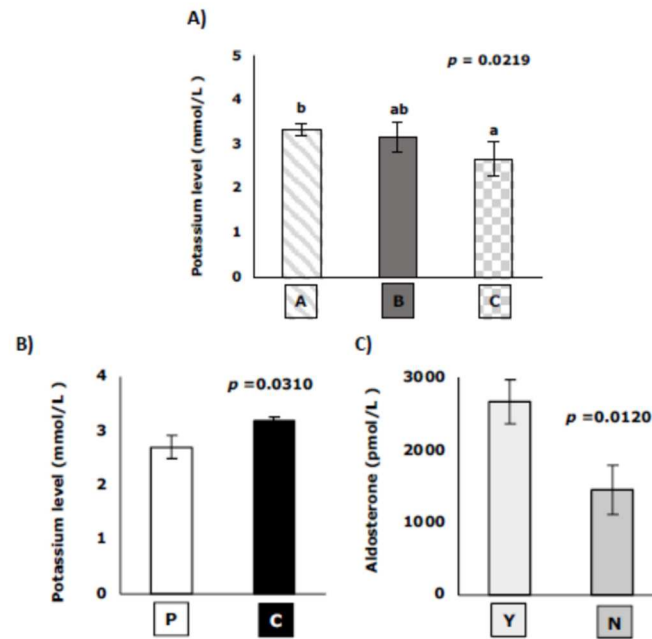 A)
Potassium level (mmol/L)
5
4
3
2
1
0
p = 0.0219
b
ab
a
A
B
C
B)
Potassium level (mmol/L )
4
3
2
1
0
p =0.0310
P
C
C)
Aldosterone (pmol/L )
3000
2000
1000
0
p =0.0120
Y
N